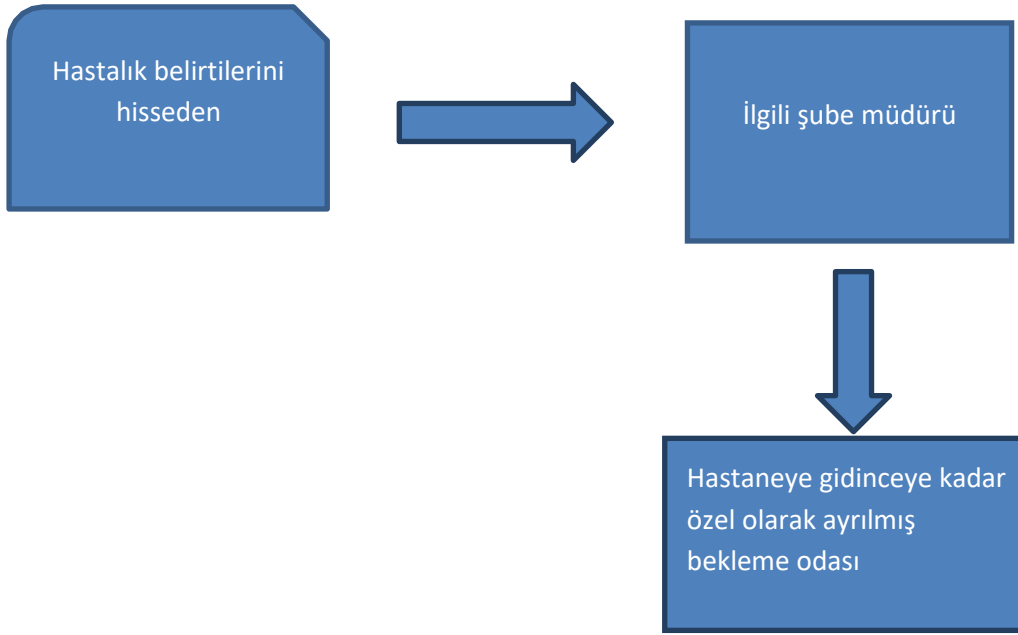 Hastalık belirtilerini
hisseden
İlgili şube müdürü
Hastaneye gidinceye kadar
özel olarak ayrılmış
bekleme odası